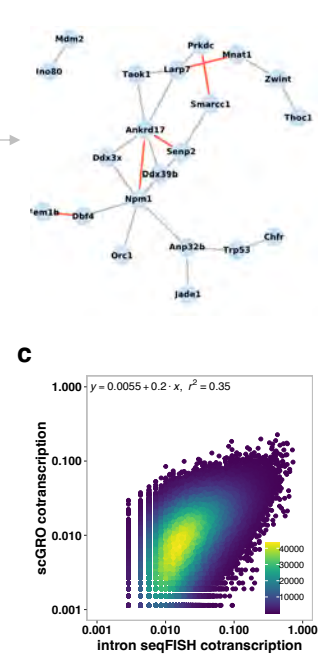 Mdm2
Prkdc
Mnat1
Ino80
Taok1
Larp7
Zwint
Smarcc1
Thoc1
Ankrd17
Senp2
Ddx3x
Ddx39b
Npm1
Dbf4
Chfr
Anp32b
Trp53
Orc1
Jade1
c
y = 0.0055 + 0.2 · x, r² = 0.35
1.000
0.100
0.010
0.001
scGRO cotranscription
40000
30000
20000
10000
0.001 0.010 0.100 1.000
intron seqFISH cotranscription